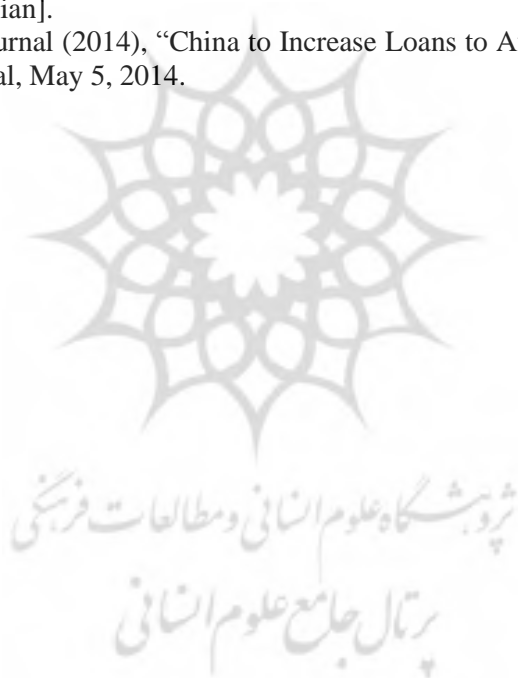 ian].
urnal (2014), “China to Increase Loans to A
al, May 5, 2014.
پژوهشگاه علوم انسانی و مطالعات فرهنگی
پرتال جامع علوم انسانی